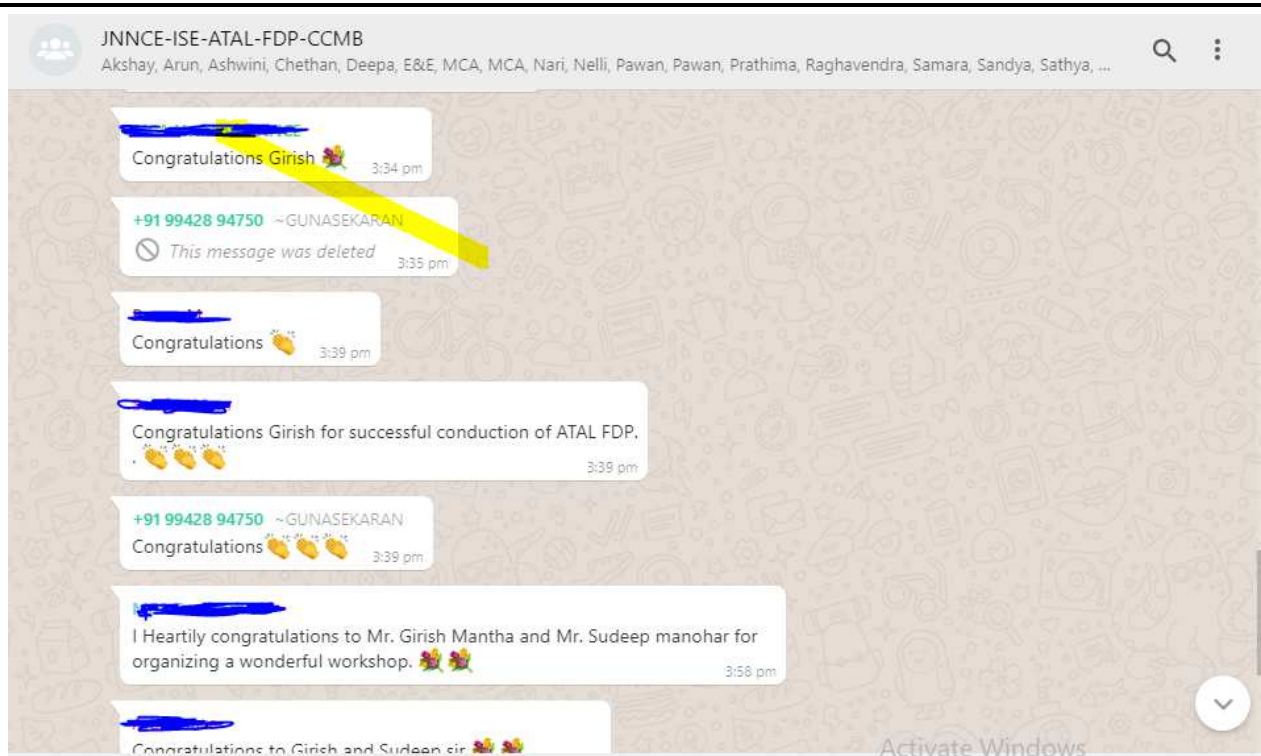 JNNCE-ISE-ATAL-FDP-CCMB
Akshay, Arun, Ashwini, Chethan, Deepa, E&E, MCA, MCA, Nari, Nelli, Pawan, Pawan, Prathima, Raghavendra, Samara, Sandya, Sathya, ...
Congratulations Girish 💐 3:34 pm
+91 99428 94750 ~GUNASEKARAN
This message was deleted 3:35 pm
Congratulations 👏 3:39 pm
Congratulations Girish for successful conduction of ATAL FDP.
. 👏👏👏 3:39 pm
+91 99428 94750 ~GUNASEKARAN
Congratulations👏👏👏 3:39 pm
I Heartily congratulations to Mr. Girish Mantha and Mr. Sudeep manohar for
organizing a wonderful workshop. 💐💐 3:58 pm
Congratulations to Girish and Sudeep sir 💐💐
Activate Windows